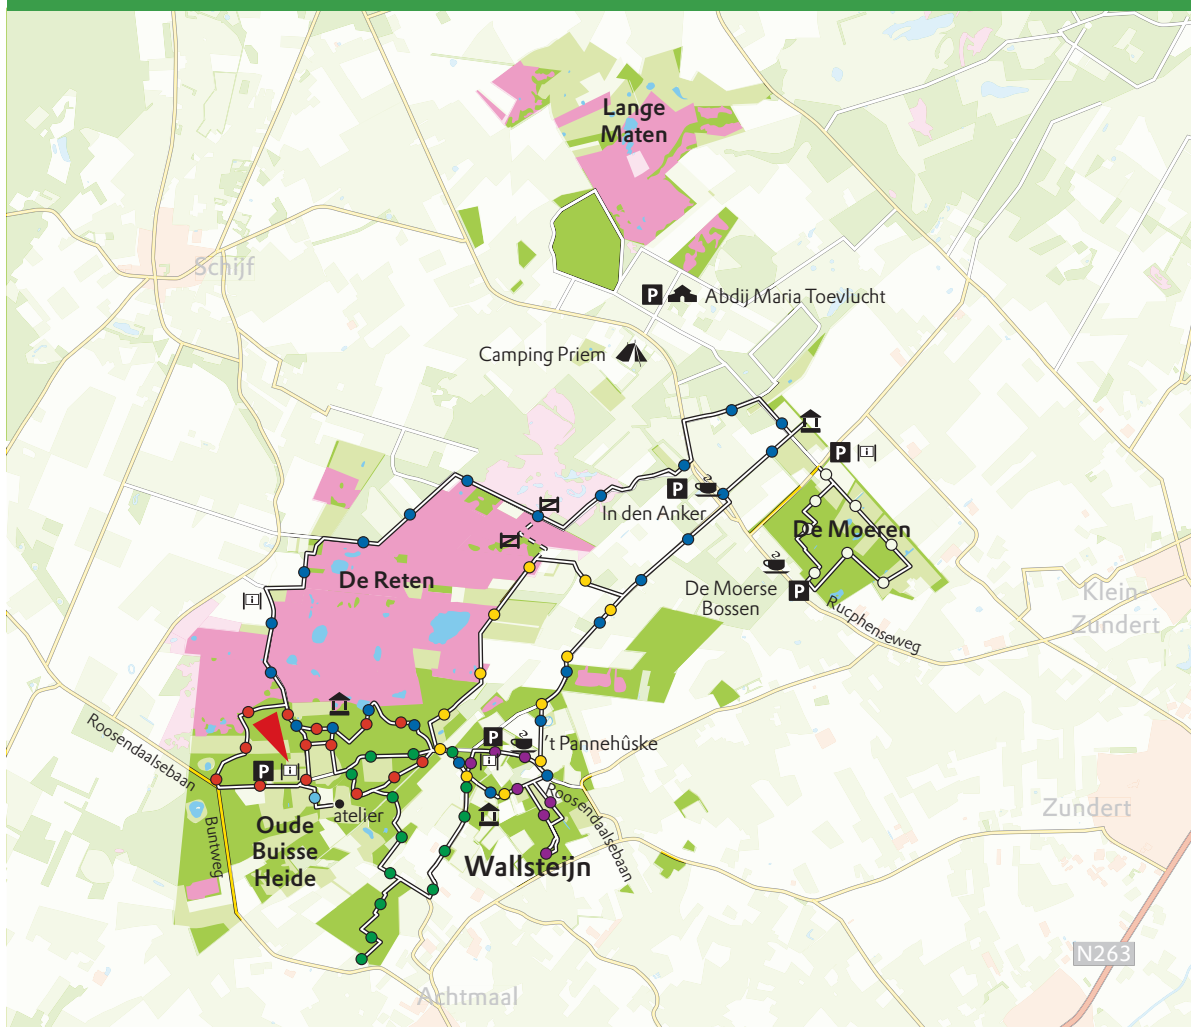 Lange
Maten
Schijf
P
Abdij Maria Toevlucht
Camping Priem
P
i
P
In den Anker
De Moeren
De Reten
De Moerse
Bossen
P
Klein-
Zundert
i
Rucphenseweg
Roosendaalsebaan
P
't Pannehûske
i
P
i
Roosendaalsebaan
atelier
Zundert
Buntweg
Oude
Buisse
Heide
Wallsteijn
N263
Achtmaal